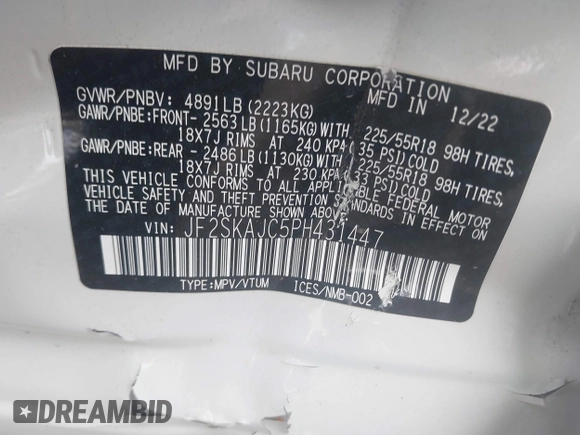 MFD BY SUBARU CORPORATION
GVWR/PNBV: 4891LB(2223KG) MFD IN 12/22
GAWR/PNBE:FRONT- 2563LB(1165KG)WITH 225/55R18 98H TIRES,
18X7J RIMS AT 240 KPA( 35 PSI)COLD
GAWR/PNBE:REAR - 2486LB(1130KG)WITH 225/55R18 98H TIRES,
18X7J RIMS AT 230 KPA( 33 PSI)COLD
THIS VEHICLE CONFORMS TO ALL APPLICABLE FEDERAL MOTOR
VEHICLE SAFETY AND THEFT PREVENTION STANDARDS IN EFFECT ON
THE DATE OF MANUFACTURE SHOWN ABOVE.
VIN: JF2SKAJC5PH431447
TYPE:MPV/VTUM ICES/NMB-002
DREAMBID